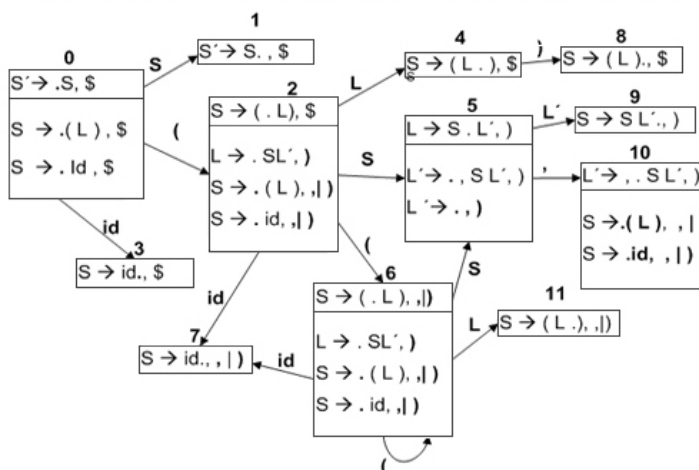 0
S´→ .S, $
S → .( L ) , $
S → . Id , $
S
1
S´→ S. , $
(
id
3
S → id., $
2
S → ( . L), $
L → . SL´, )
S → . ( L), ,| )
S → . id, ,| )
L
4
S → ( L . ), $
s
)
8
S → ( L )., $
S
5
L → S . L´, )
L´→ . , S L´, )
L´→ . , )
L´
9
S → S L´., )
,
10
L´→ , . S L´, )
S →.( L), , |
S → .id, , | )
(
id
7
S → id., , | )
6
S → ( . L), ,|)
L → . SL´, )
S → . ( L), ,| )
S → . id, ,| )
id
S
L
11
S → ( L .), ,|)
(